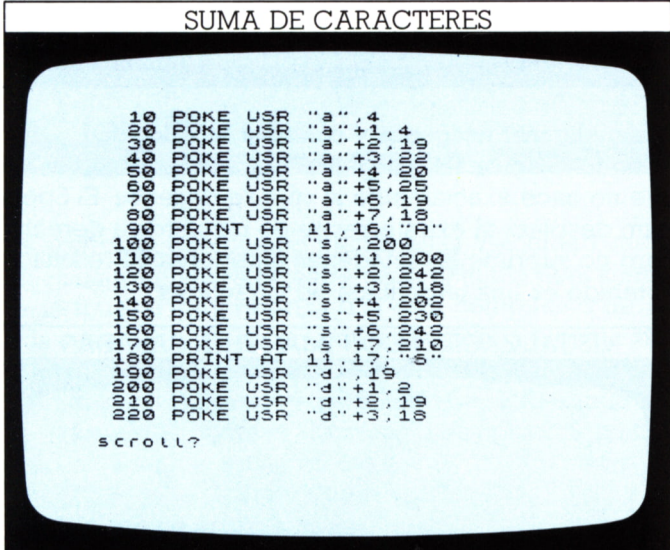 SUMA DE CARACTERES
10 POKE USR "a",4
20 POKE USR "a"+1,4
30 POKE USR "a"+2,19
40 POKE USR "a"+3,22
50 POKE USR "a"+4,20
60 POKE USR "a"+5,25
70 POKE USR "a"+6,17
80 POKE USR "a"+7,18
90 PRINT AT 11,16;"A"
100 POKE USR "s",200
110 POKE USR "s"+1,200
120 POKE USR "s"+2,242
130 POKE USR "s"+3,218
140 POKE USR "s"+4,202
150 POKE USR "s"+5,230
160 POKE USR "s"+6,242
170 POKE USR "s"+7,210
180 PRINT AT 11,17;"S"
190 POKE USR "d",19
200 POKE USR "d"+1,2
210 POKE USR "d"+2,19
220 POKE USR "d"+3,18
scroll?